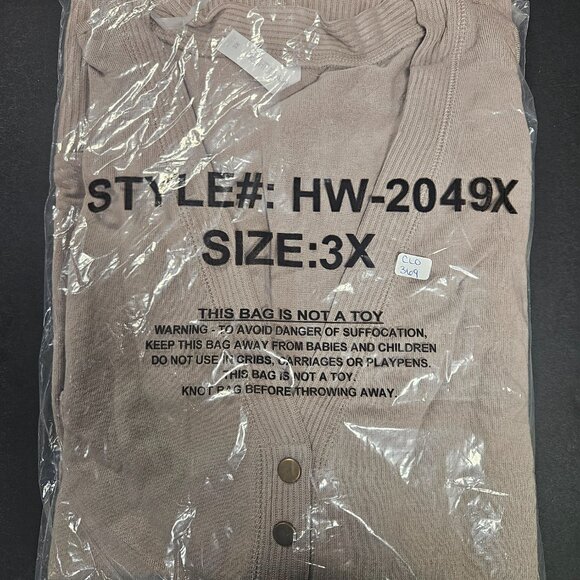 STYLE#: HW-2049X
SIZE:3X
CLO
3169
THIS BAG IS NOT A TOY
WARNING - TO AVOID DANGER OF SUFFOCATION,
KEEP THIS BAG AWAY FROM BABIES AND CHILDREN
DO NOT USE IN CRIBS, CARRIAGES OR PLAYPENS.
THIS BAG IS NOT A TOY.
KNOT BAG BEFORE THROWING AWAY.